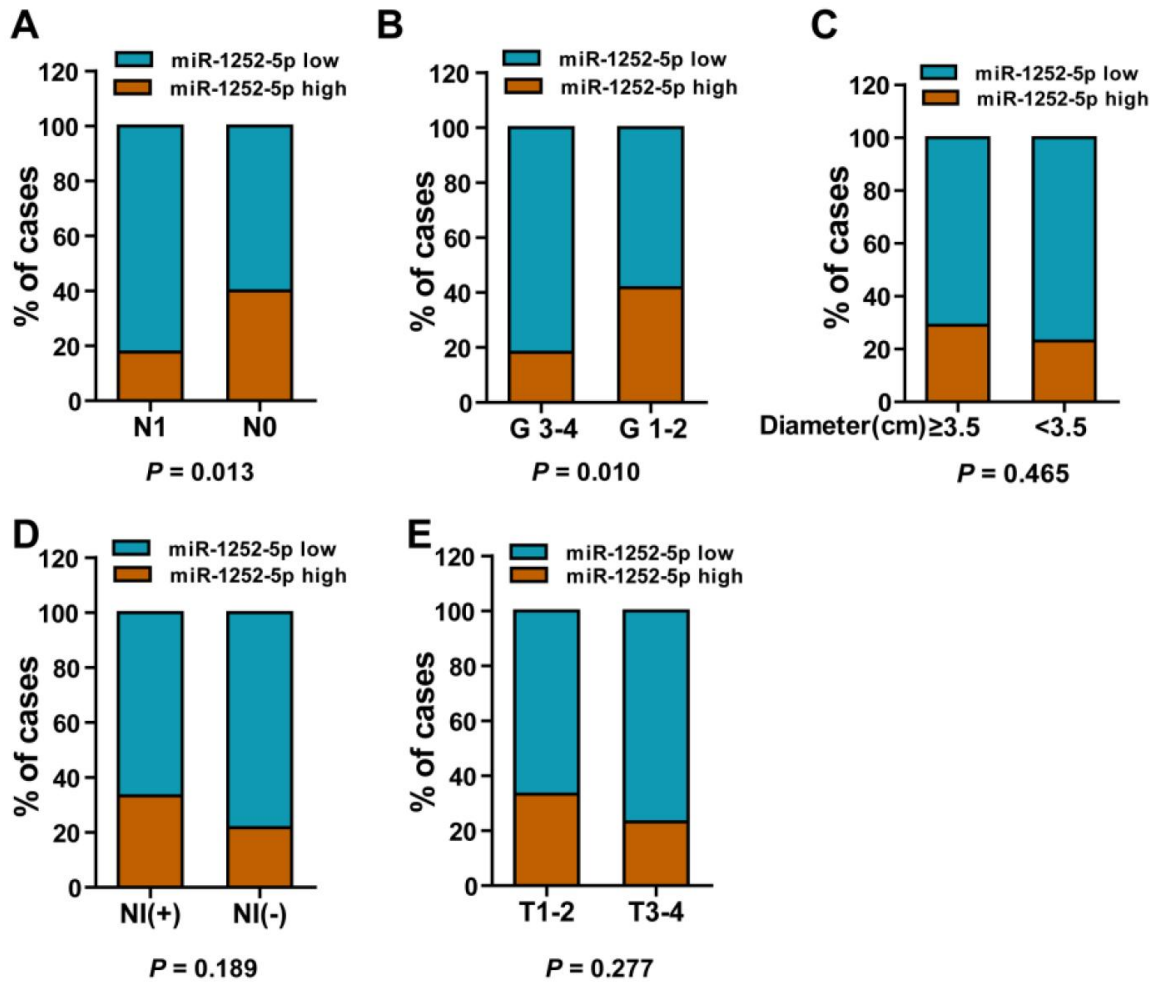 A
miR-1252-5p low
miR-1252-5p high
120
100
80
60
40
20
0
% of cases
N1 N0
P = 0.013
B
miR-1252-5p low
miR-1252-5p high
120
100
80
60
40
20
0
% of cases
G 3-4 G 1-2
P = 0.010
C
miR-1252-5p low
miR-1252-5p high
120
100
80
60
40
20
0
% of cases
Diameter(cm) ≥3.5 <3.5
P = 0.465
D
miR-1252-5p low
miR-1252-5p high
120
100
80
60
40
20
0
% of cases
NI(+) NI(-)
P = 0.189
E
miR-1252-5p low
miR-1252-5p high
120
100
80
60
40
20
0
% of cases
T1-2 T3-4
P = 0.277